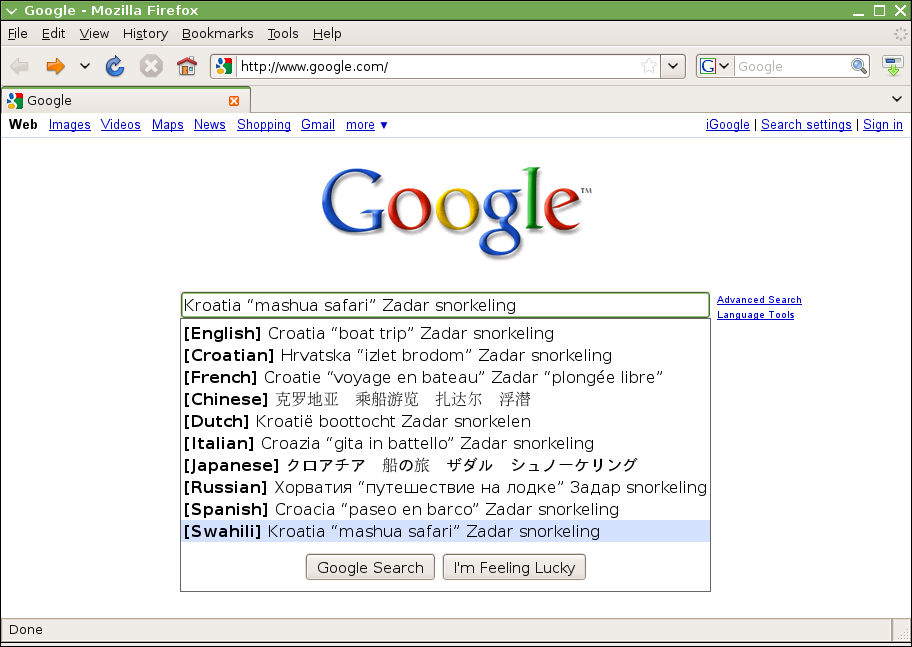 Google - Mozilla Firefox
File Edit View History Bookmarks Tools Help
http://www.google.com/ G Google
Google
Web Images Videos Maps News Shopping Gmail more ▼ iGoogle | Search settings | Sign in
Google™
Kroatia “mashua safari” Zadar snorkeling Advanced Search
Language Tools
[English] Croatia “boat trip” Zadar snorkeling
[Croatian] Hrvatska “izlet brodom” Zadar snorkeling
[French] Croatie “voyage en bateau” Zadar “plongée libre”
[Chinese] 克罗地亚 乘船游览 扎达尔 浮潜
[Dutch] Kroatië boottocht Zadar snorkelen
[Italian] Croazia “gita in battello” Zadar snorkeling
[Japanese] クロアチア 船の旅 ザダル シュノーケリング
[Russian] Хорватия “путешествие на лодке” Задар snorkeling
[Spanish] Croacia “paseo en barco” Zadar snorkeling
[Swahili] Kroatia “mashua safari” Zadar snorkeling
Google Search I'm Feeling Lucky
Done